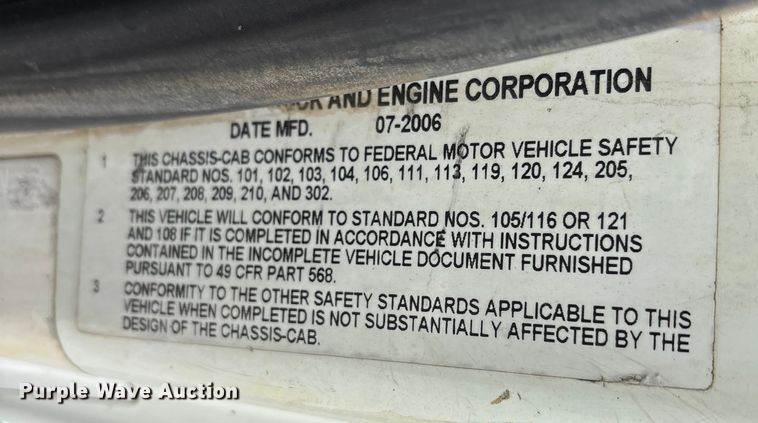 AND ENGINE CORPORATION
DATE MFD. 07-2006
1 THIS CHASSIS-CAB CONFORMS TO FEDERAL MOTOR VEHICLE SAFETY
STANDARD NOS. 101, 102, 103, 104, 106, 111, 113, 119, 120, 124, 205,
206, 207, 208, 209, 210, AND 302.
2 THIS VEHICLE WILL CONFORM TO STANDARD NOS. 105/116 OR 121
AND 108 IF IT IS COMPLETED IN ACCORDANCE WITH INSTRUCTIONS
CONTAINED IN THE INCOMPLETE VEHICLE DOCUMENT FURNISHED
PURSUANT TO 49 CFR PART 568.
3 CONFORMITY TO THE OTHER SAFETY STANDARDS APPLICABLE TO THIS
VEHICLE WHEN COMPLETED IS NOT SUBSTANTIALLY AFFECTED BY THE
DESIGN OF THE CHASSIS-CAB.
Purple Wave Auction